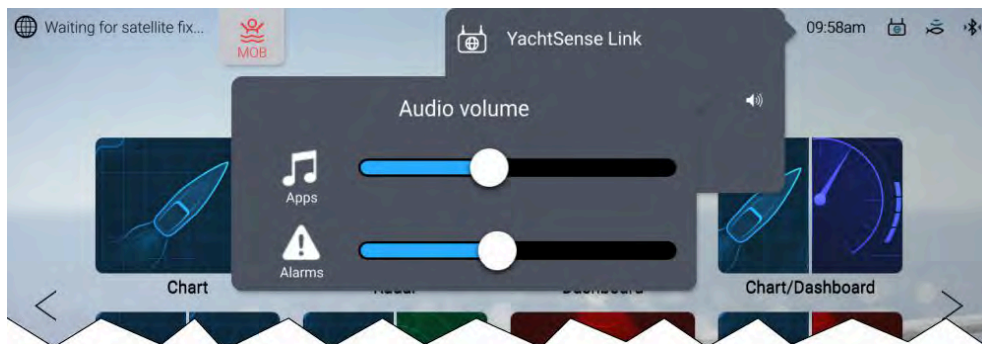 Waiting for satellite fix...
MOB
YachtSense Link
09:58am
Audio volume
Apps
Alarms
Chart
Chart/Dashboard